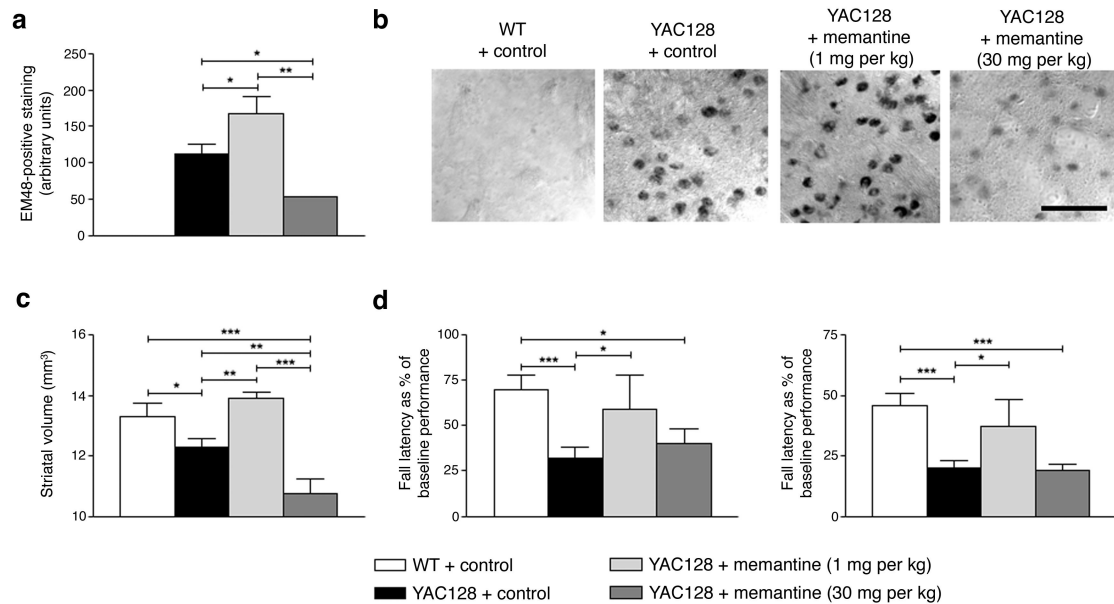 a
EM48-positive staining
(arbitrary units)
250
200
150
100
50
0
*
*
**
b
WT
+ control
YAC128
+ control
YAC128
+ memantine
(1 mg per kg)
YAC128
+ memantine
(30 mg per kg)
c
Striatal volume (mm³)
16
14
12
10
***
**
***
**
*
d
Fall latency as % of
baseline performance
100
75
50
25
0
*
*
***
Fall latency as % of
baseline performance
75
50
25
0
***
*
***
WT + control
YAC128 + control
YAC128 + memantine (1 mg per kg)
YAC128 + memantine (30 mg per kg)